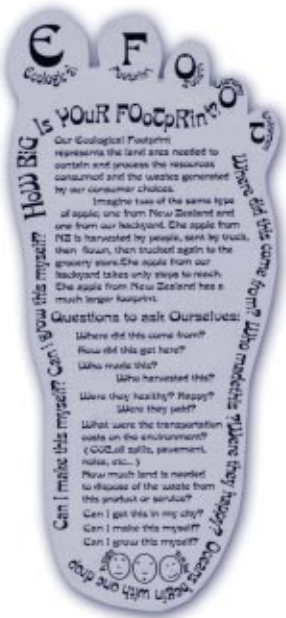 E F O O D
Ecological
Footprint
HOW BIG Is YOUR FOOTPRInt?
Our Ecological Footprint
represents the land area needed to
contain and process the resources
consumed and the wastes generated
by our consumer choices.
Imagine two of the same type
of apple; one from New Zealand and
one from our backyard. The apple from
NZ is harvested by people, sent by truck,
then flown, then trucked again to the
grocery store. The apple from our
backyard takes only steps to reach.
The apple from New Zealand has a
much larger footprint.
Questions to ask Ourselves:
Where did this come from?
How did this get here?
Who made this?
Who harvested this?
Were they healthy? Happy?
Were they paid?
What were the transportation
costs on the environment?
(CO2, oil spills, pavement,
noise, etc...)
How much land is needed
to dispose of the waste from
this product or service?
Can I get this in my city?
Can I make this myself?
Can I grow this myself?
Where did this come from? Who made this? Were they happy? Oceans begin with one drop
Can I make this myself? Can I grow this myself?